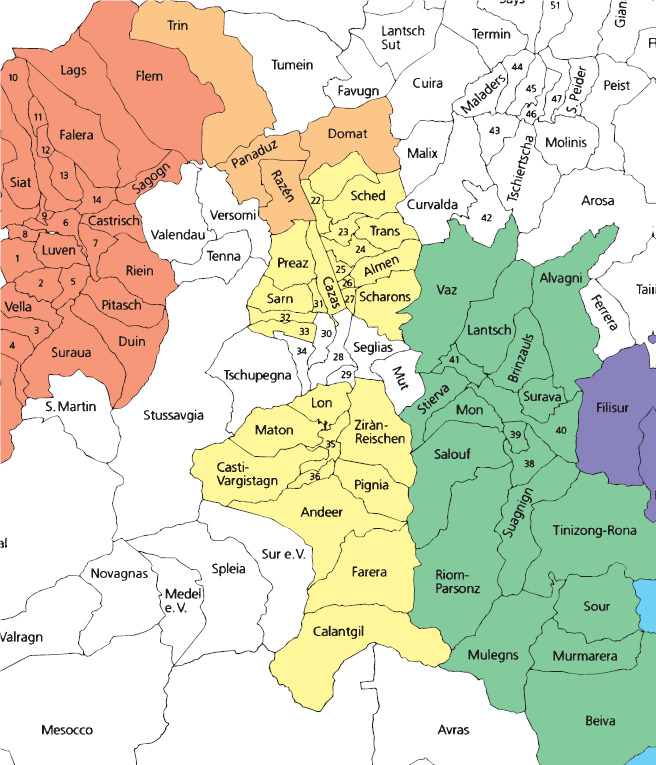 Suys
51
Gian
Trin
Lantsch
Sut
Termin
Lags
Flem
Tumein
10
44
Favugn
Cuira
Maladers
45
47
S. Peider
Peist
11
46
Falera
12
43
Domat
Panaduz
Malix
Tschiertscha
Molinis
13
Siat
Sagogn
Razén
14
22
Sched
Curvalda
Arosa
9
6
Castrisch
Versomi
42
8
Valendau
23
Trans
7
24
1
Luven
Tenna
Preaz
25
Almen
Riein
Alvagni
2
5
Cazas
26
Vaz
Sarn
31
27
Scharons
Ferrera
Vella
Pitasch
32
3
33
30
Lantsch
4
Duin
34
28
Seglias
Brinzauls
Suraua
41
Tschupegna
29
Mut
Stierva
S. Martin
Lon
Surava
Filisur
Stussavgia
Mon
Maton
Ziràn-
Reischen
35
39
40
Casti-
Vargistagn
Salouf
38
36
Pignia
Andeer
Suagnign
Tinizong-Rona
al
Sur e.V.
Novagnas
Spleia
Farera
Riom-
Parsonz
Medel
e.V.
Sour
Valragn
Calantgil
Mulegns
Murmarera
Beiva
Mesocco
Avras